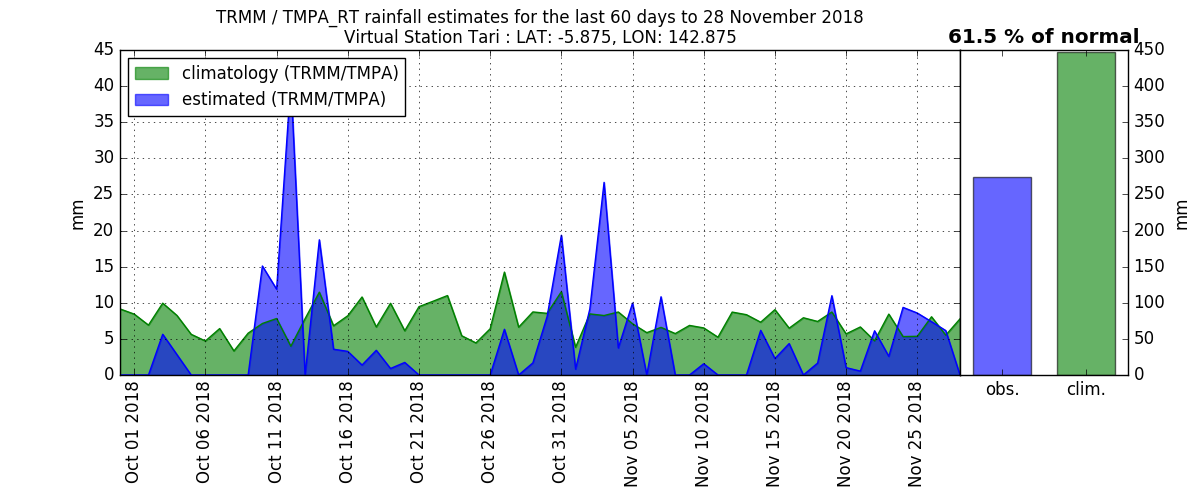 TRMM / TMPA_RT rainfall estimates for the last 60 days to 28 November 2018
Virtual Station Tari : LAT: -5.875, LON: 142.875
61.5 % of normal
climatology (TRMM/TMPA)
estimated (TRMM/TMPA)
45
40
35
30
25
20
15
10
5
0
mm
Oct 01 2018
Oct 06 2018
Oct 11 2018
Oct 16 2018
Oct 21 2018
Oct 26 2018
Oct 31 2018
Nov 05 2018
Nov 10 2018
Nov 15 2018
Nov 20 2018
Nov 25 2018
obs.
clim.
450
400
350
300
250
200
150
100
50
0
mm